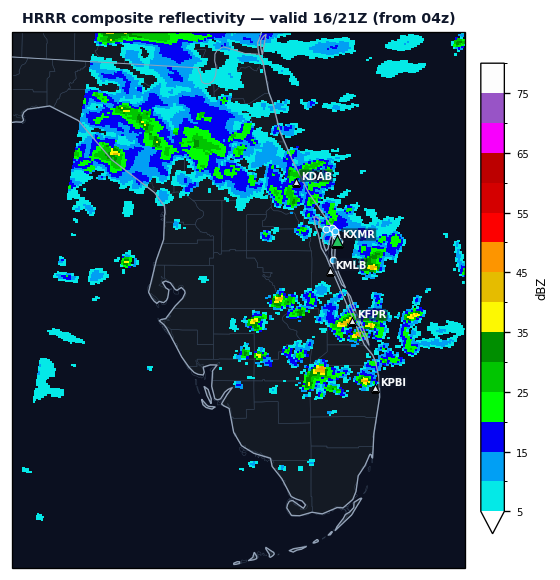 HRRR composite reflectivity — valid 16/21Z (from 04z)
KDAB
KXMR
KMLB
KFPR
KPBI
75
65
55
45
35
25
15
5
dBZ